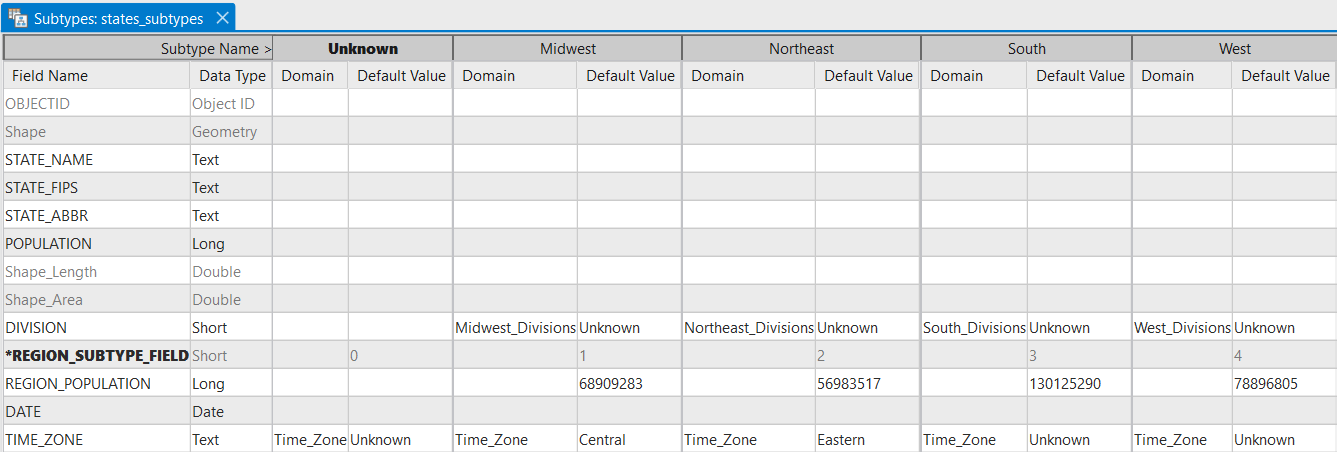 Subtypes: states_subtypes
Subtype Name > Unknown Midwest Northeast South West
Field Name Data Type Domain Default Value Domain Default Value Domain Default Value Domain Default Value Domain Default Value
OBJECTID Object ID
Shape Geometry
STATE_NAME Text
STATE_FIPS Text
STATE_ABBR Text
POPULATION Long
Shape_Length Double
Shape_Area Double
DIVISION Short Midwest_Divisions Unknown Northeast_Divisions Unknown South_Divisions Unknown West_Divisions Unknown
*REGION_SUBTYPE_FIELD Short 0 1 2 3 4
REGION_POPULATION Long 68909283 56983517 130125290 78896805
DATE Date
TIME_ZONE Text Time_Zone Unknown Time_Zone Central Time_Zone Eastern Time_Zone Unknown Time_Zone Unknown